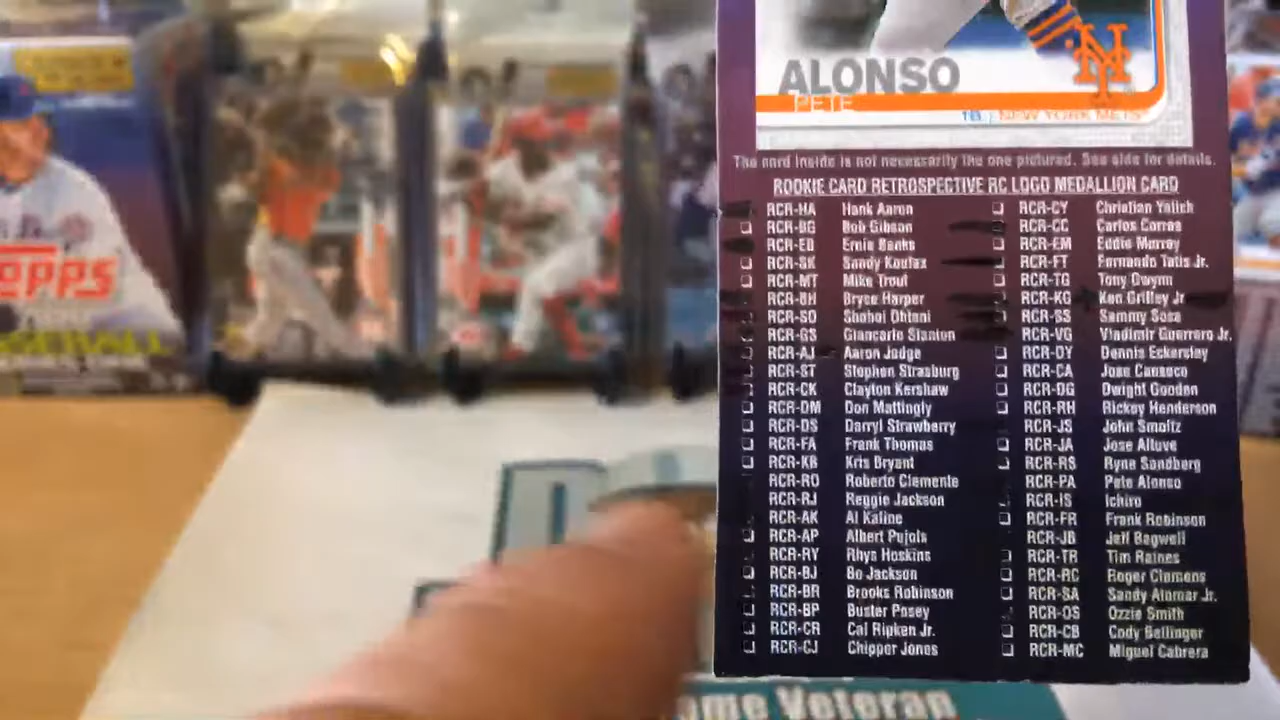 ALONSO
PETE
1B | NEW YORK METS
The card inside is not necessarily the one pictured. See side for details.
ROOKIE CARD RETROSPECTIVE RC LOGO MEDALLION CARD
RCR-HA Hank Aaron
RCR-BG Bob Gibson
RCR-EB Ernie Banks
RCR-SK Sandy Koufax
RCR-MT Mike Trout
RCR-BH Bryce Harper
RCR-SO Shohei Ohtani
RCR-GS Giancarlo Stanton
RCR-AJ Aaron Judge
RCR-ST Stephen Strasburg
RCR-CK Clayton Kershaw
RCR-DM Don Mattingly
RCR-DS Darryl Strawberry
RCR-FA Frank Thomas
RCR-KB Kris Bryant
RCR-RO Roberto Clemente
RCR-RJ Reggie Jackson
RCR-AK Al Kaline
RCR-AP Albert Pujols
RCR-RY Rhys Hoskins
RCR-BJ Bo Jackson
RCR-BR Brooks Robinson
RCR-BP Buster Posey
RCR-CR Cal Ripken Jr.
RCR-CJ Chipper Jones
RCR-CY Christian Yelich
RCR-CC Carlos Correa
RCR-EM Eddie Murray
RCR-FT Fernando Tatis Jr.
RCR-TG Tony Gwynn
RCR-KG Ken Griffey Jr.
RCR-SS Sammy Sosa
RCR-VG Vladimir Guerrero Jr.
RCR-DY Dennis Eckersley
RCR-CA Jose Canseco
RCR-DG Dwight Gooden
RCR-RH Rickey Henderson
RCR-JS John Smoltz
RCR-JA Jose Altuve
RCR-RS Ryne Sandberg
RCR-PA Pete Alonso
RCR-IS Ichiro
RCR-FR Frank Robinson
RCR-JB Jeff Bagwell
RCR-TR Tim Raines
RCR-RC Roger Clemens
RCR-SA Sandy Alomar Jr.
RCR-OS Ozzie Smith
RCR-CB Cody Bellinger
RCR-MC Miguel Cabrera
Veteran